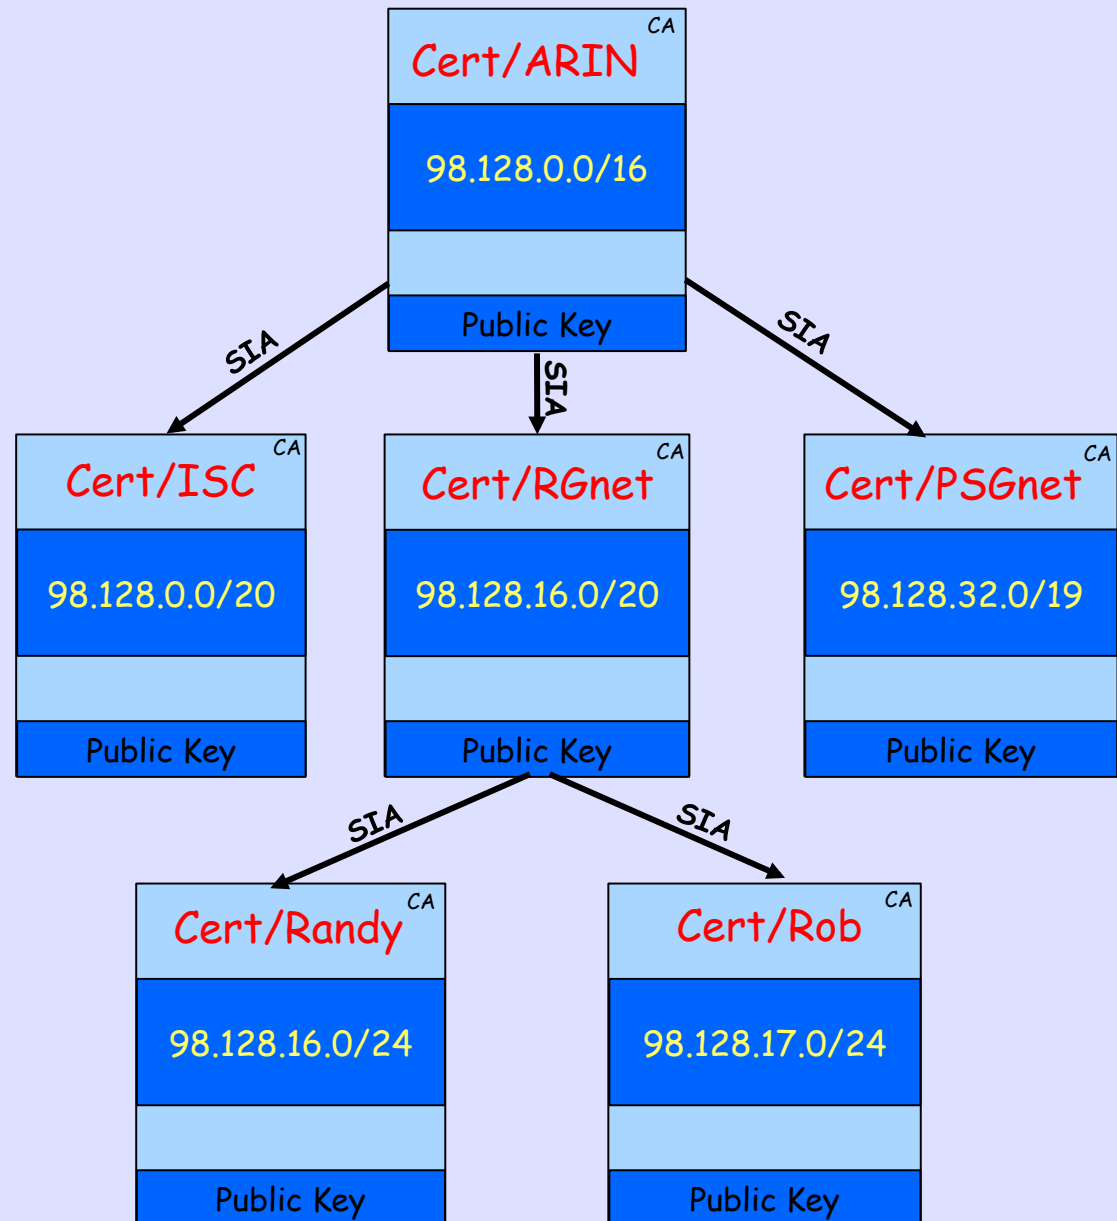 CA
Cert/ARIN
98.128.0.0/16
Public Key
SIA
SIA
SIA
CA
Cert/ISC
98.128.0.0/20
Public Key
CA
Cert/RGnet
98.128.16.0/20
Public Key
CA
Cert/PSGnet
98.128.32.0/19
Public Key
SIA
SIA
CA
Cert/Randy
98.128.16.0/24
Public Key
CA
Cert/Rob
98.128.17.0/24
Public Key